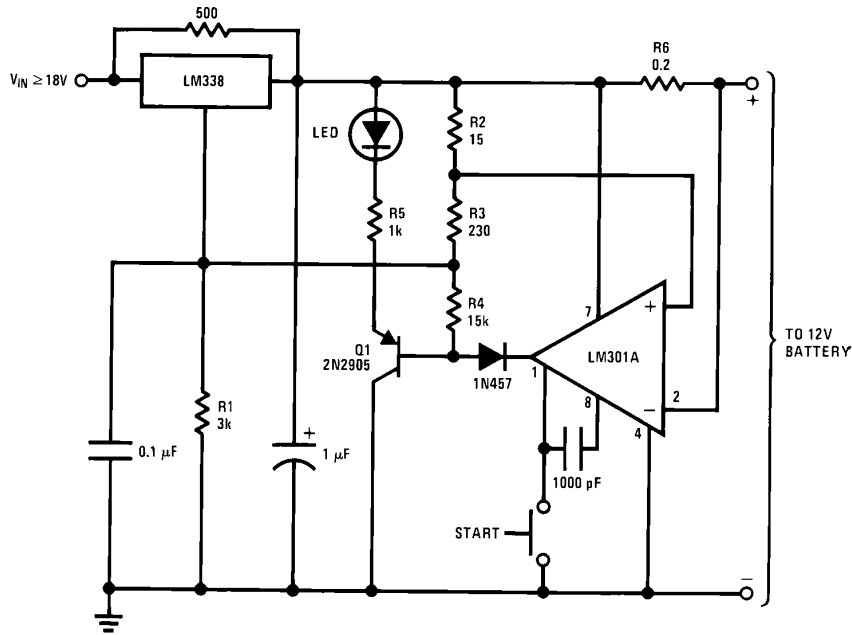 500
V_IN ≥ 18V
LM338
R6
0.2
+
LED
R2
15
R5
1k
R3
230
R4
15k
7
+
TO 12V
BATTERY
Q1
2N2905
1
LM301A
1N457
8
2
−
4
R1
3k
0.1 µF
+
1 µF
1000 pF
START
−